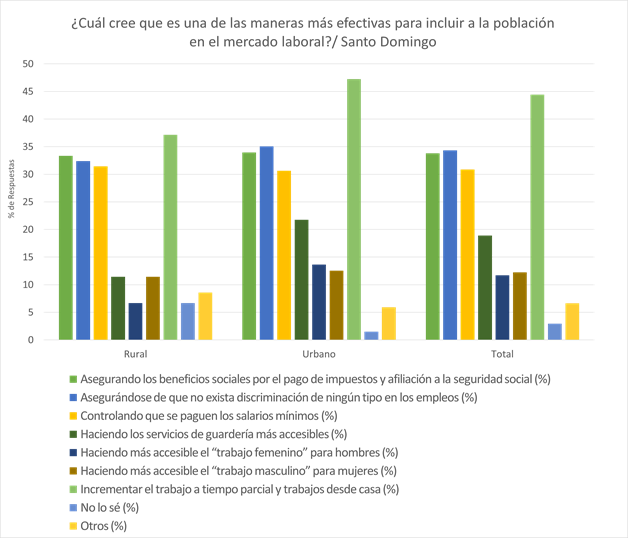 ¿Cuál cree que es una de las maneras más efectivas para incluir a la población
en el mercado laboral?/ Santo Domingo
50
45
40
35
30
25
20
15
10
5
0
% de Respuestas
Rural Urbano Total
Asegurando los beneficios sociales por el pago de impuestos y afiliación a la seguridad social (%)
Asegurándose de que no exista discriminación de ningún tipo en los empleos (%)
Controlando que se paguen los salarios mínimos (%)
Haciendo los servicios de guardería más accesibles (%)
Haciendo más accesible el “trabajo femenino” para hombres (%)
Haciendo más accesible el “trabajo masculino” para mujeres (%)
Incrementar el trabajo a tiempo parcial y trabajos desde casa (%)
No lo sé (%)
Otros (%)